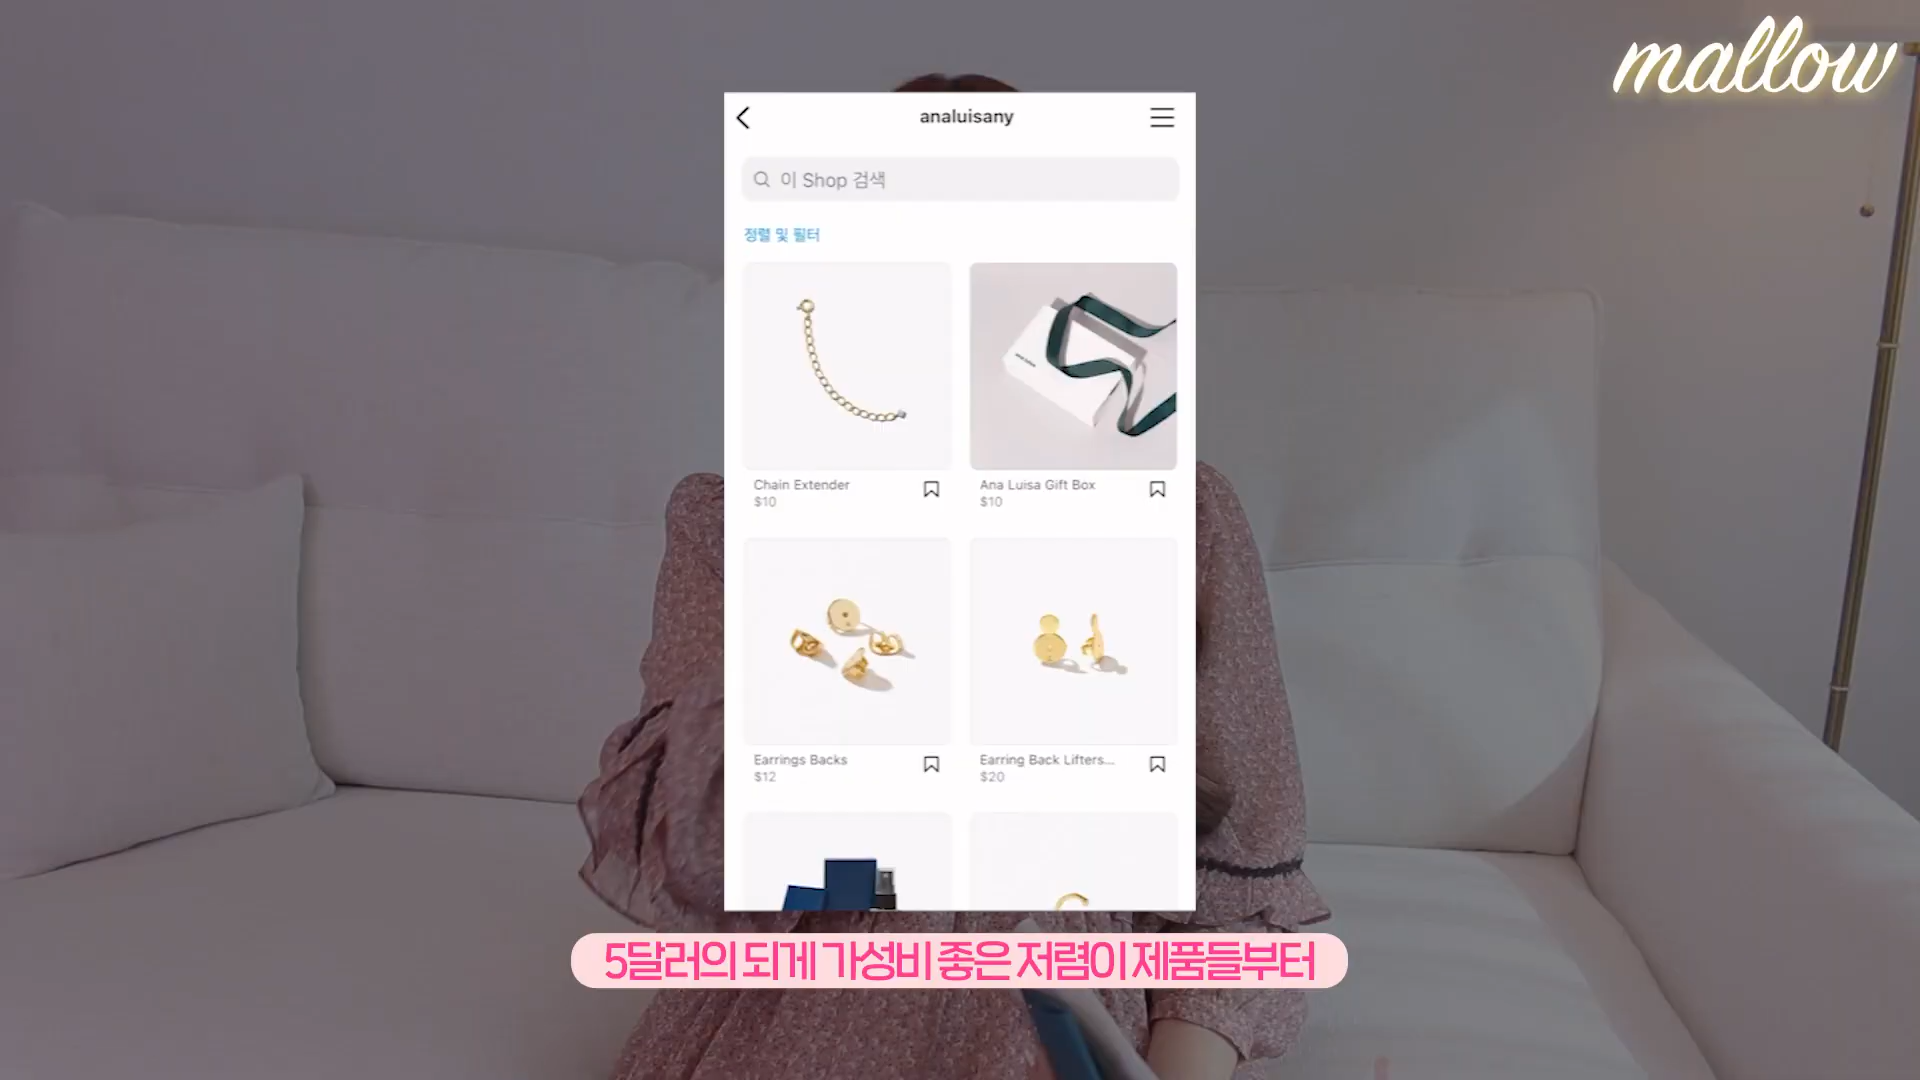 mallow
analuisany
이 Shop 검색
정렬 및 필터
Chain Extender
$10
Ana Luisa Gift Box
$10
Earrings Backs
$12
Earring Back Lifters...
$20
5달러의 되게 가성비 좋은 저렴이 제품들부터